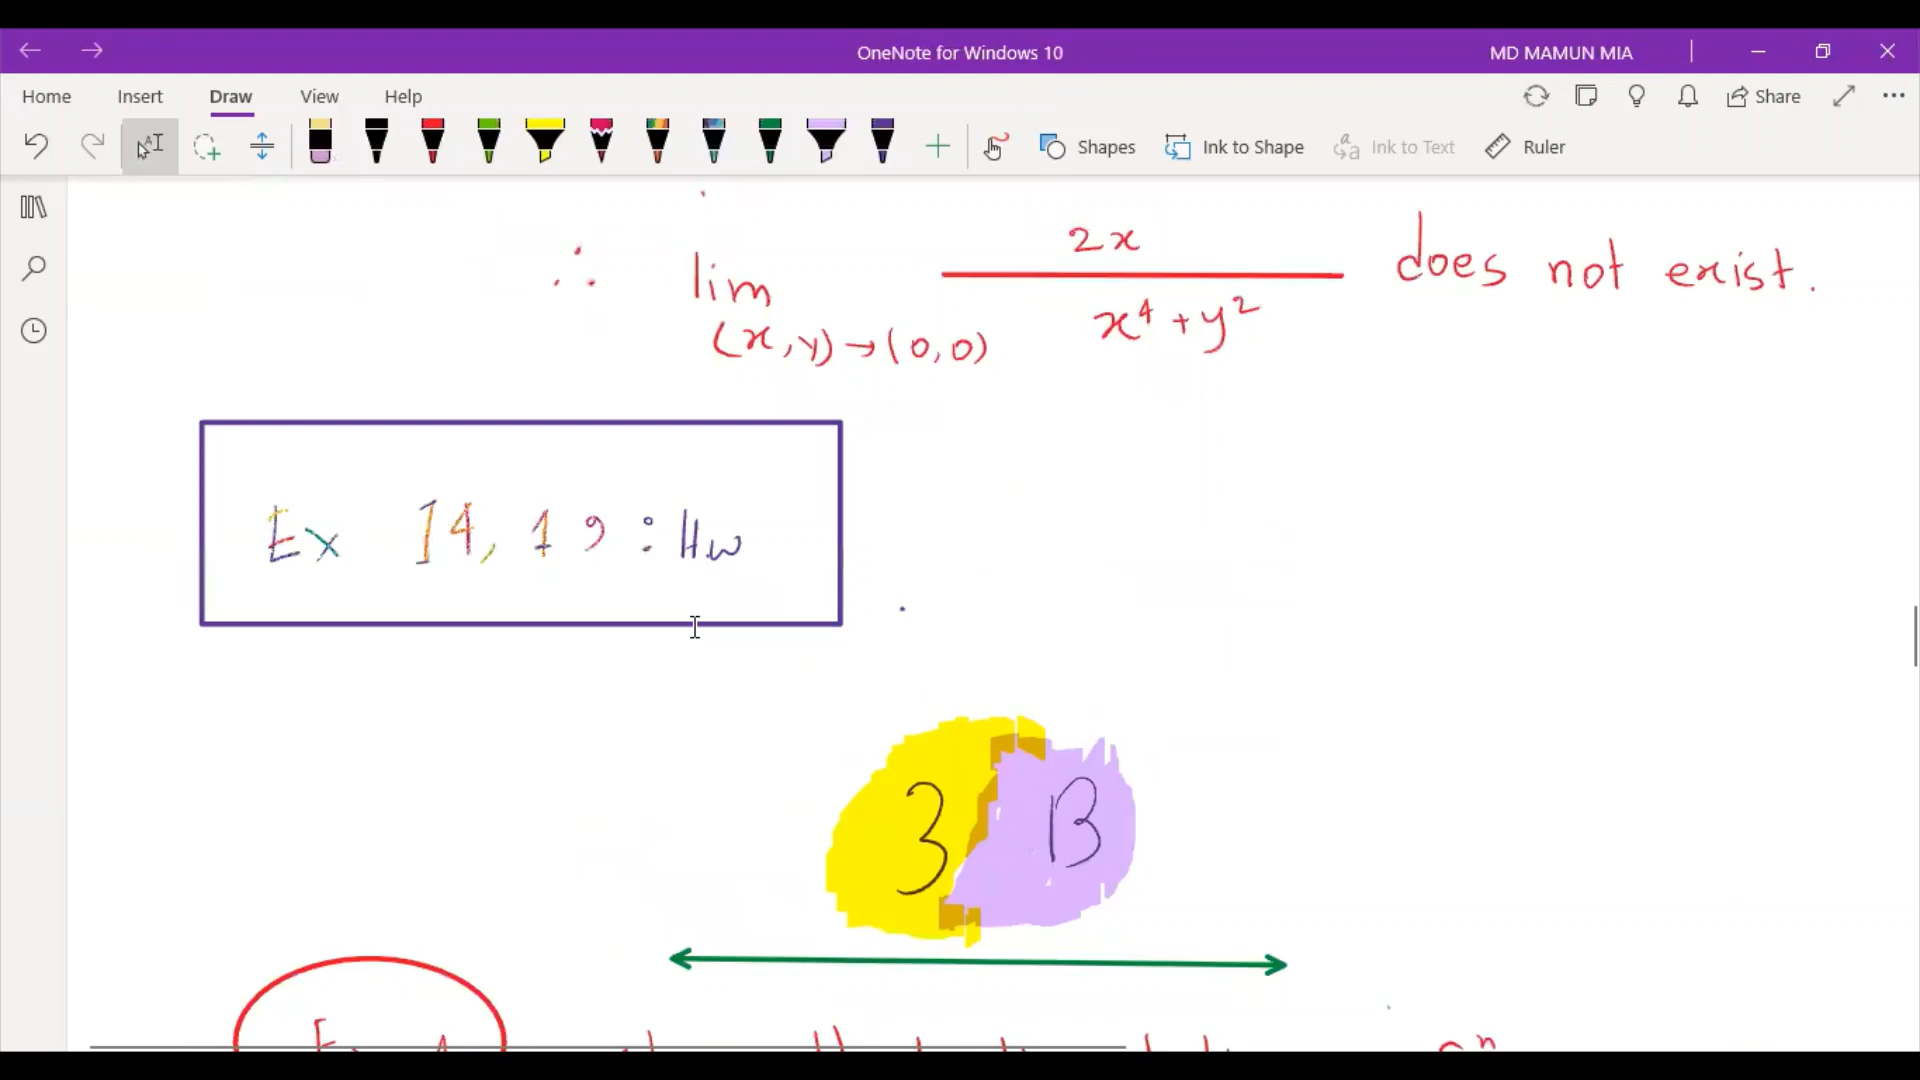 OneNote for Windows 10
MD MAMUN MIA
Home Insert Draw View Help
Share
Shapes Ink to Shape Ink to Text Ruler
∴ lim (x,y)→(0,0) 2x / x⁴+y² does not exist.
Ex 14, 19 : Hw
3 B